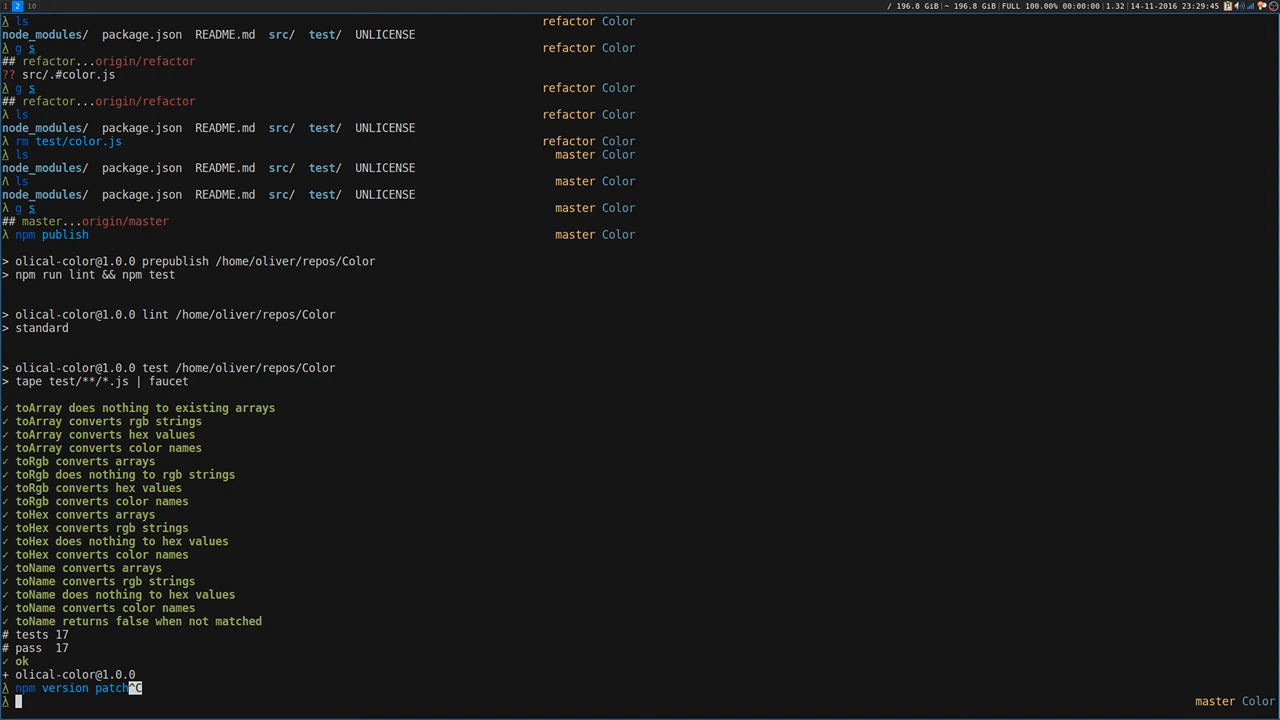 1 2 10 / 196.8 GiB|~ 196.8 GiB|FULL 100.00% 00:00:00|1.32|14-11-2016 23:29:45
λ ls refactor Color
node_modules/ package.json README.md src/ test/ UNLICENSE
λ g s refactor Color
## refactor...origin/refactor
?? src/.#color.js
λ g s refactor Color
## refactor...origin/refactor
λ ls refactor Color
node_modules/ package.json README.md src/ test/ UNLICENSE
λ rm test/color.js refactor Color
λ ls master Color
node_modules/ package.json README.md src/ test/ UNLICENSE
λ ls master Color
node_modules/ package.json README.md src/ test/ UNLICENSE
λ g s master Color
## master...origin/master
λ npm publish master Color
> olical-color@1.0.0 prepublish /home/oliver/repos/Color
> npm run lint && npm test
> olical-color@1.0.0 lint /home/oliver/repos/Color
> standard
> olical-color@1.0.0 test /home/oliver/repos/Color
> tape test/**/*.js | faucet
✓ toArray does nothing to existing arrays
✓ toArray converts rgb strings
✓ toArray converts hex values
✓ toArray converts color names
✓ toRgb converts arrays
✓ toRgb does nothing to rgb strings
✓ toRgb converts hex values
✓ toRgb converts color names
✓ toHex converts arrays
✓ toHex converts rgb strings
✓ toHex does nothing to hex values
✓ toHex converts color names
✓ toName converts arrays
✓ toName converts rgb strings
✓ toName does nothing to hex values
✓ toName converts color names
✓ toName returns false when not matched
# tests 17
# pass 17
✓ ok
+ olical-color@1.0.0
λ npm version patch^C
λ master Color